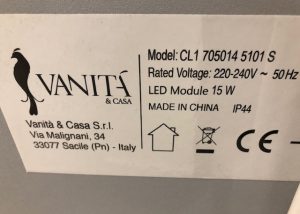 VANITÁ
& CASA
Vanità & Casa S.r.l.
Via Malignani, 34
33077 Sacile (Pn) - Italy
Model: CL1 705014 5101 S
Rated Voltage: 220-240V ~ 50Hz
LED Module 15 W
MADE IN CHINA IP44
CE